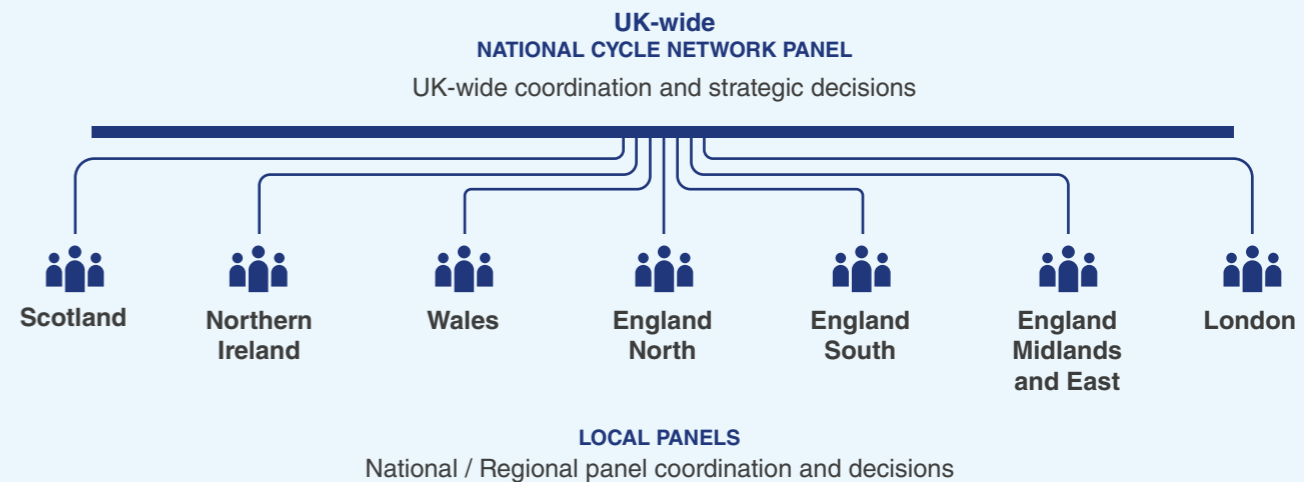 UK-wide
NATIONAL CYCLE NETWORK PANEL
UK-wide coordination and strategic decisions
Scotland
Northern
Ireland
Wales
England
North
England
South
England
Midlands
and East
London
LOCAL PANELS
National / Regional panel coordination and decisions